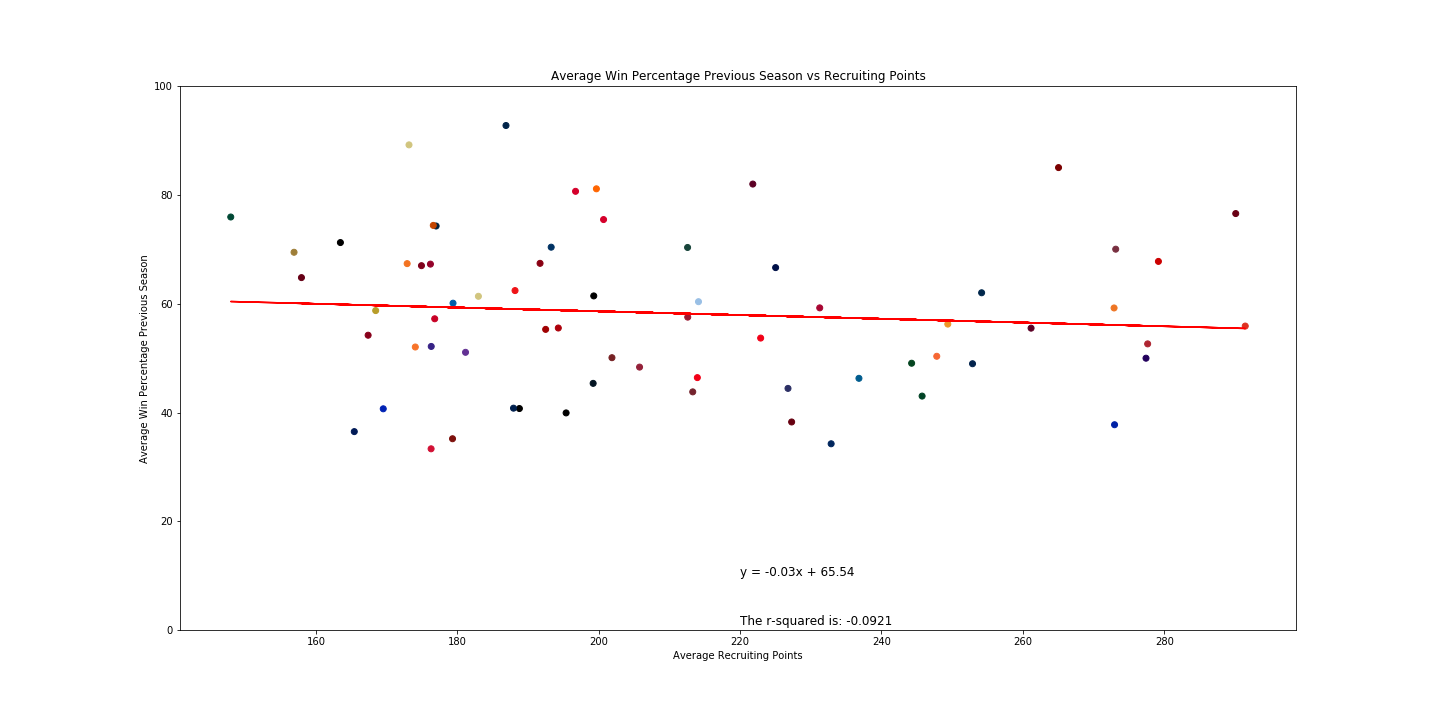 Average Win Percentage Previous Season vs Recruiting Points
Average Win Percentage Previous Season
100
80
60
40
20
0
y = -0.03x + 65.54
The r-squared is: -0.0921
160 180 200 220 240 260 280
Average Recruiting Points